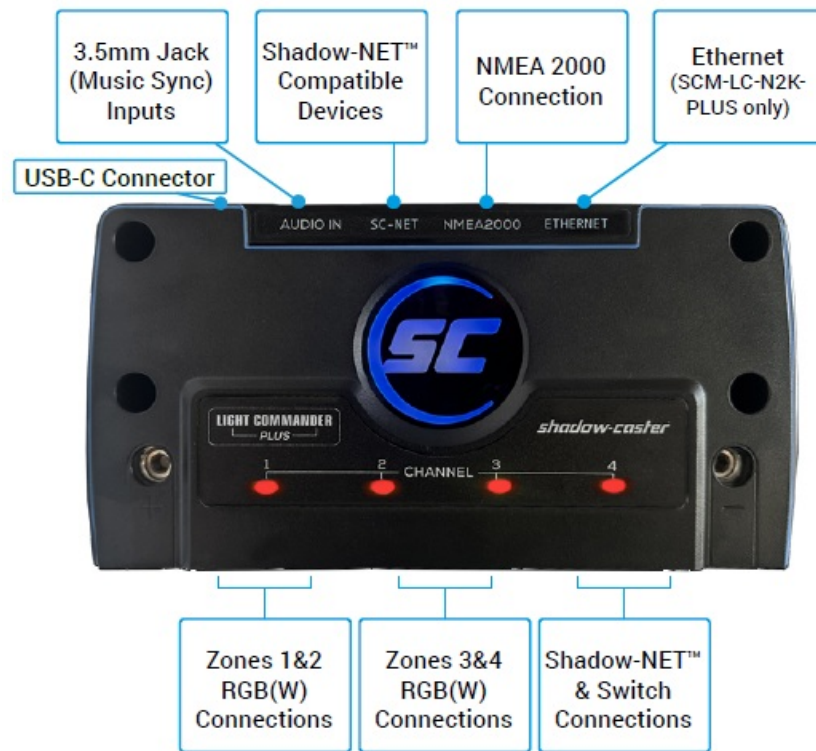 3.5mm Jack
(Music Sync)
Inputs
Shadow-NET™
Compatible
Devices
NMEA 2000
Connection
Ethernet
(SCM-LC-N2K-
PLUS only)
USB-C Connector
AUDIO IN
SC-NET
NMEA2000
ETHERNET
SC
LIGHT COMMANDER
PLUS
shadow-caster
1
2
CHANNEL
3
4
+
−
Zones 1&2
RGB(W)
Connections
Zones 3&4
RGB(W)
Connections
Shadow-NET™
& Switch
Connections